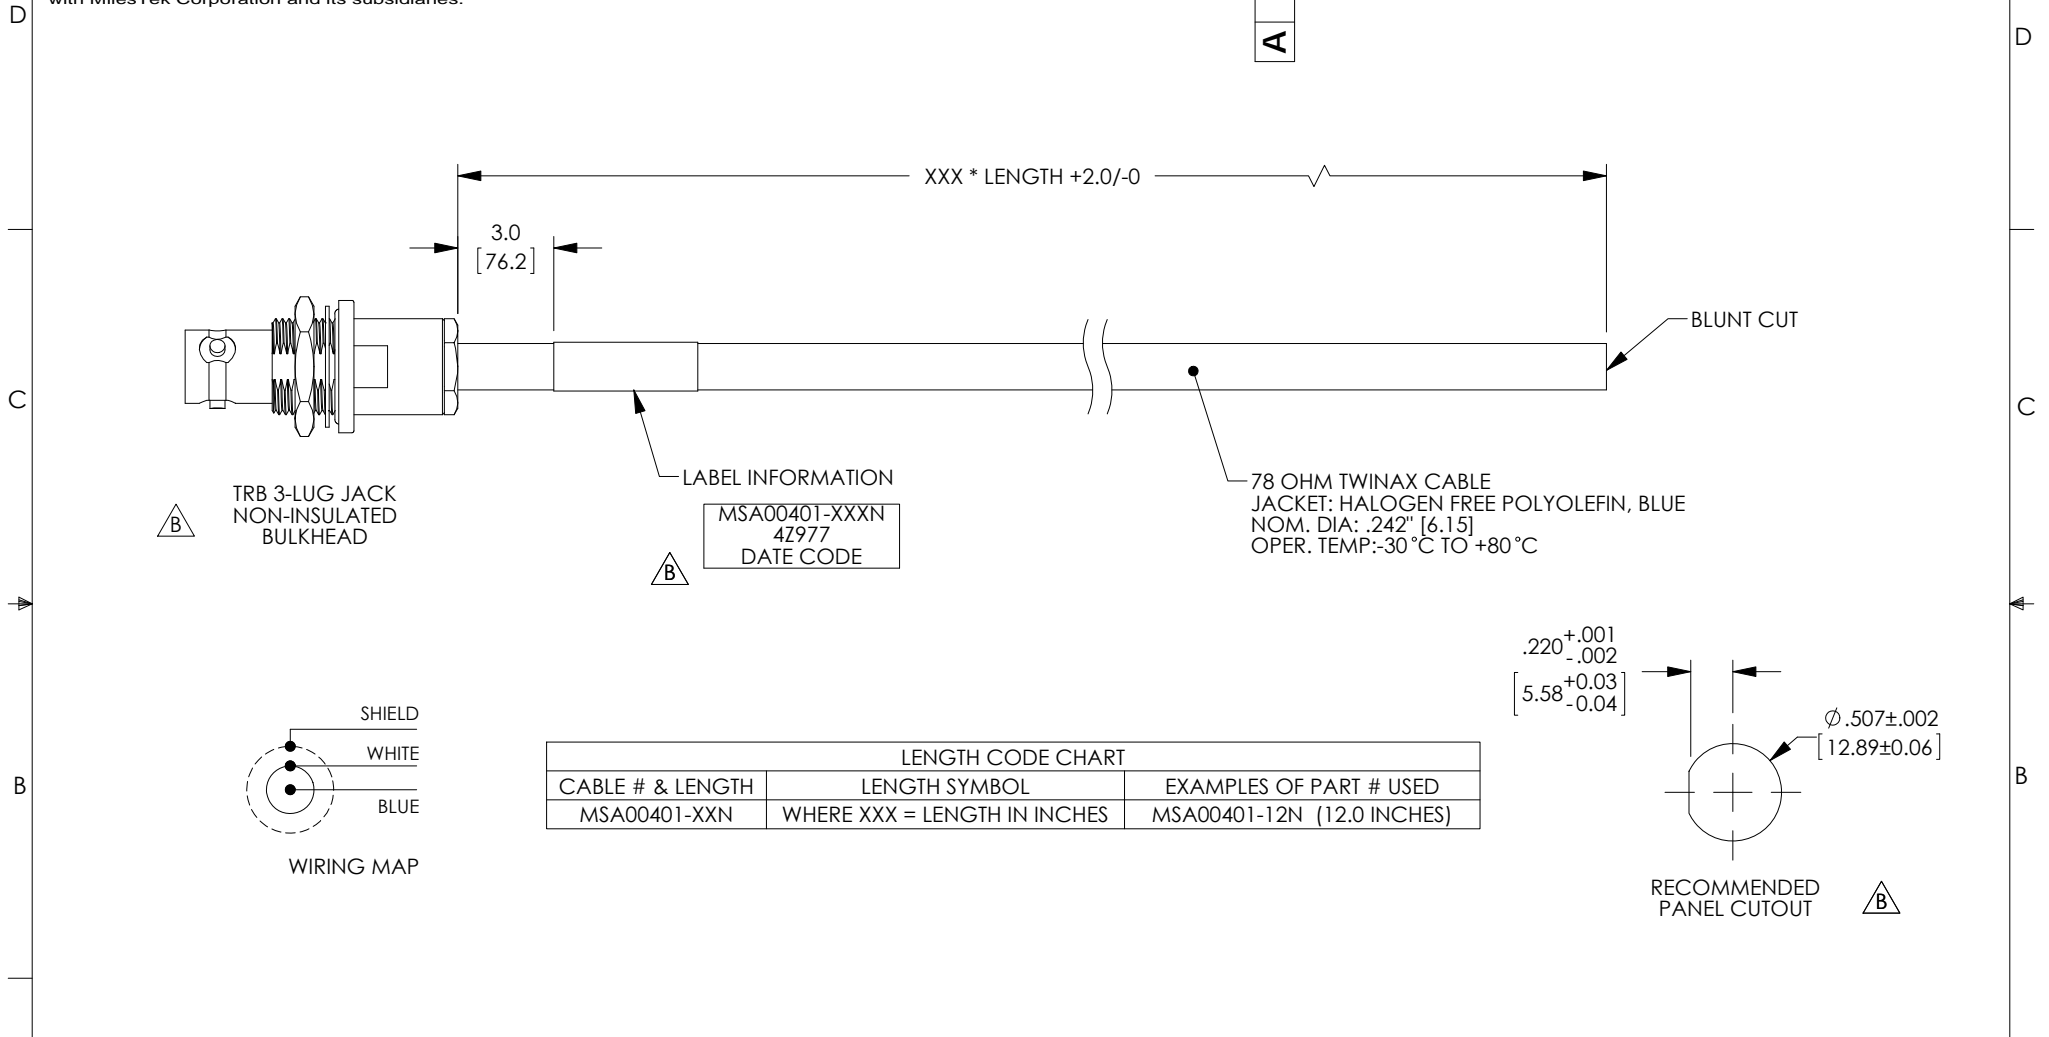 with MilesTek Corporation and its subsidiaries.
D
A
D
XXX * LENGTH +2.0/-0
3.0
[76.2]
BLUNT CUT
C
C
LABEL INFORMATION
78 OHM TWINAX CABLE
JACKET: HALOGEN FREE POLYOLEFIN, BLUE
NOM. DIA: .242" [6.15]
OPER. TEMP:-30°C TO +80°C
TRB 3-LUG JACK
NON-INSULATED
BULKHEAD
B
MSA00401-XXXN
4Z977
DATE CODE
B
.220 +.001
-.002
[5.58 +0.03
-0.04]
Ø.507±.002
[12.89±0.06]
SHIELD
WHITE
BLUE
WIRING MAP
B
B
LENGTH CODE CHART
CABLE # & LENGTH LENGTH SYMBOL EXAMPLES OF PART # USED
MSA00401-XXN WHERE XXX = LENGTH IN INCHES MSA00401-12N (12.0 INCHES)
RECOMMENDED
PANEL CUTOUT
B